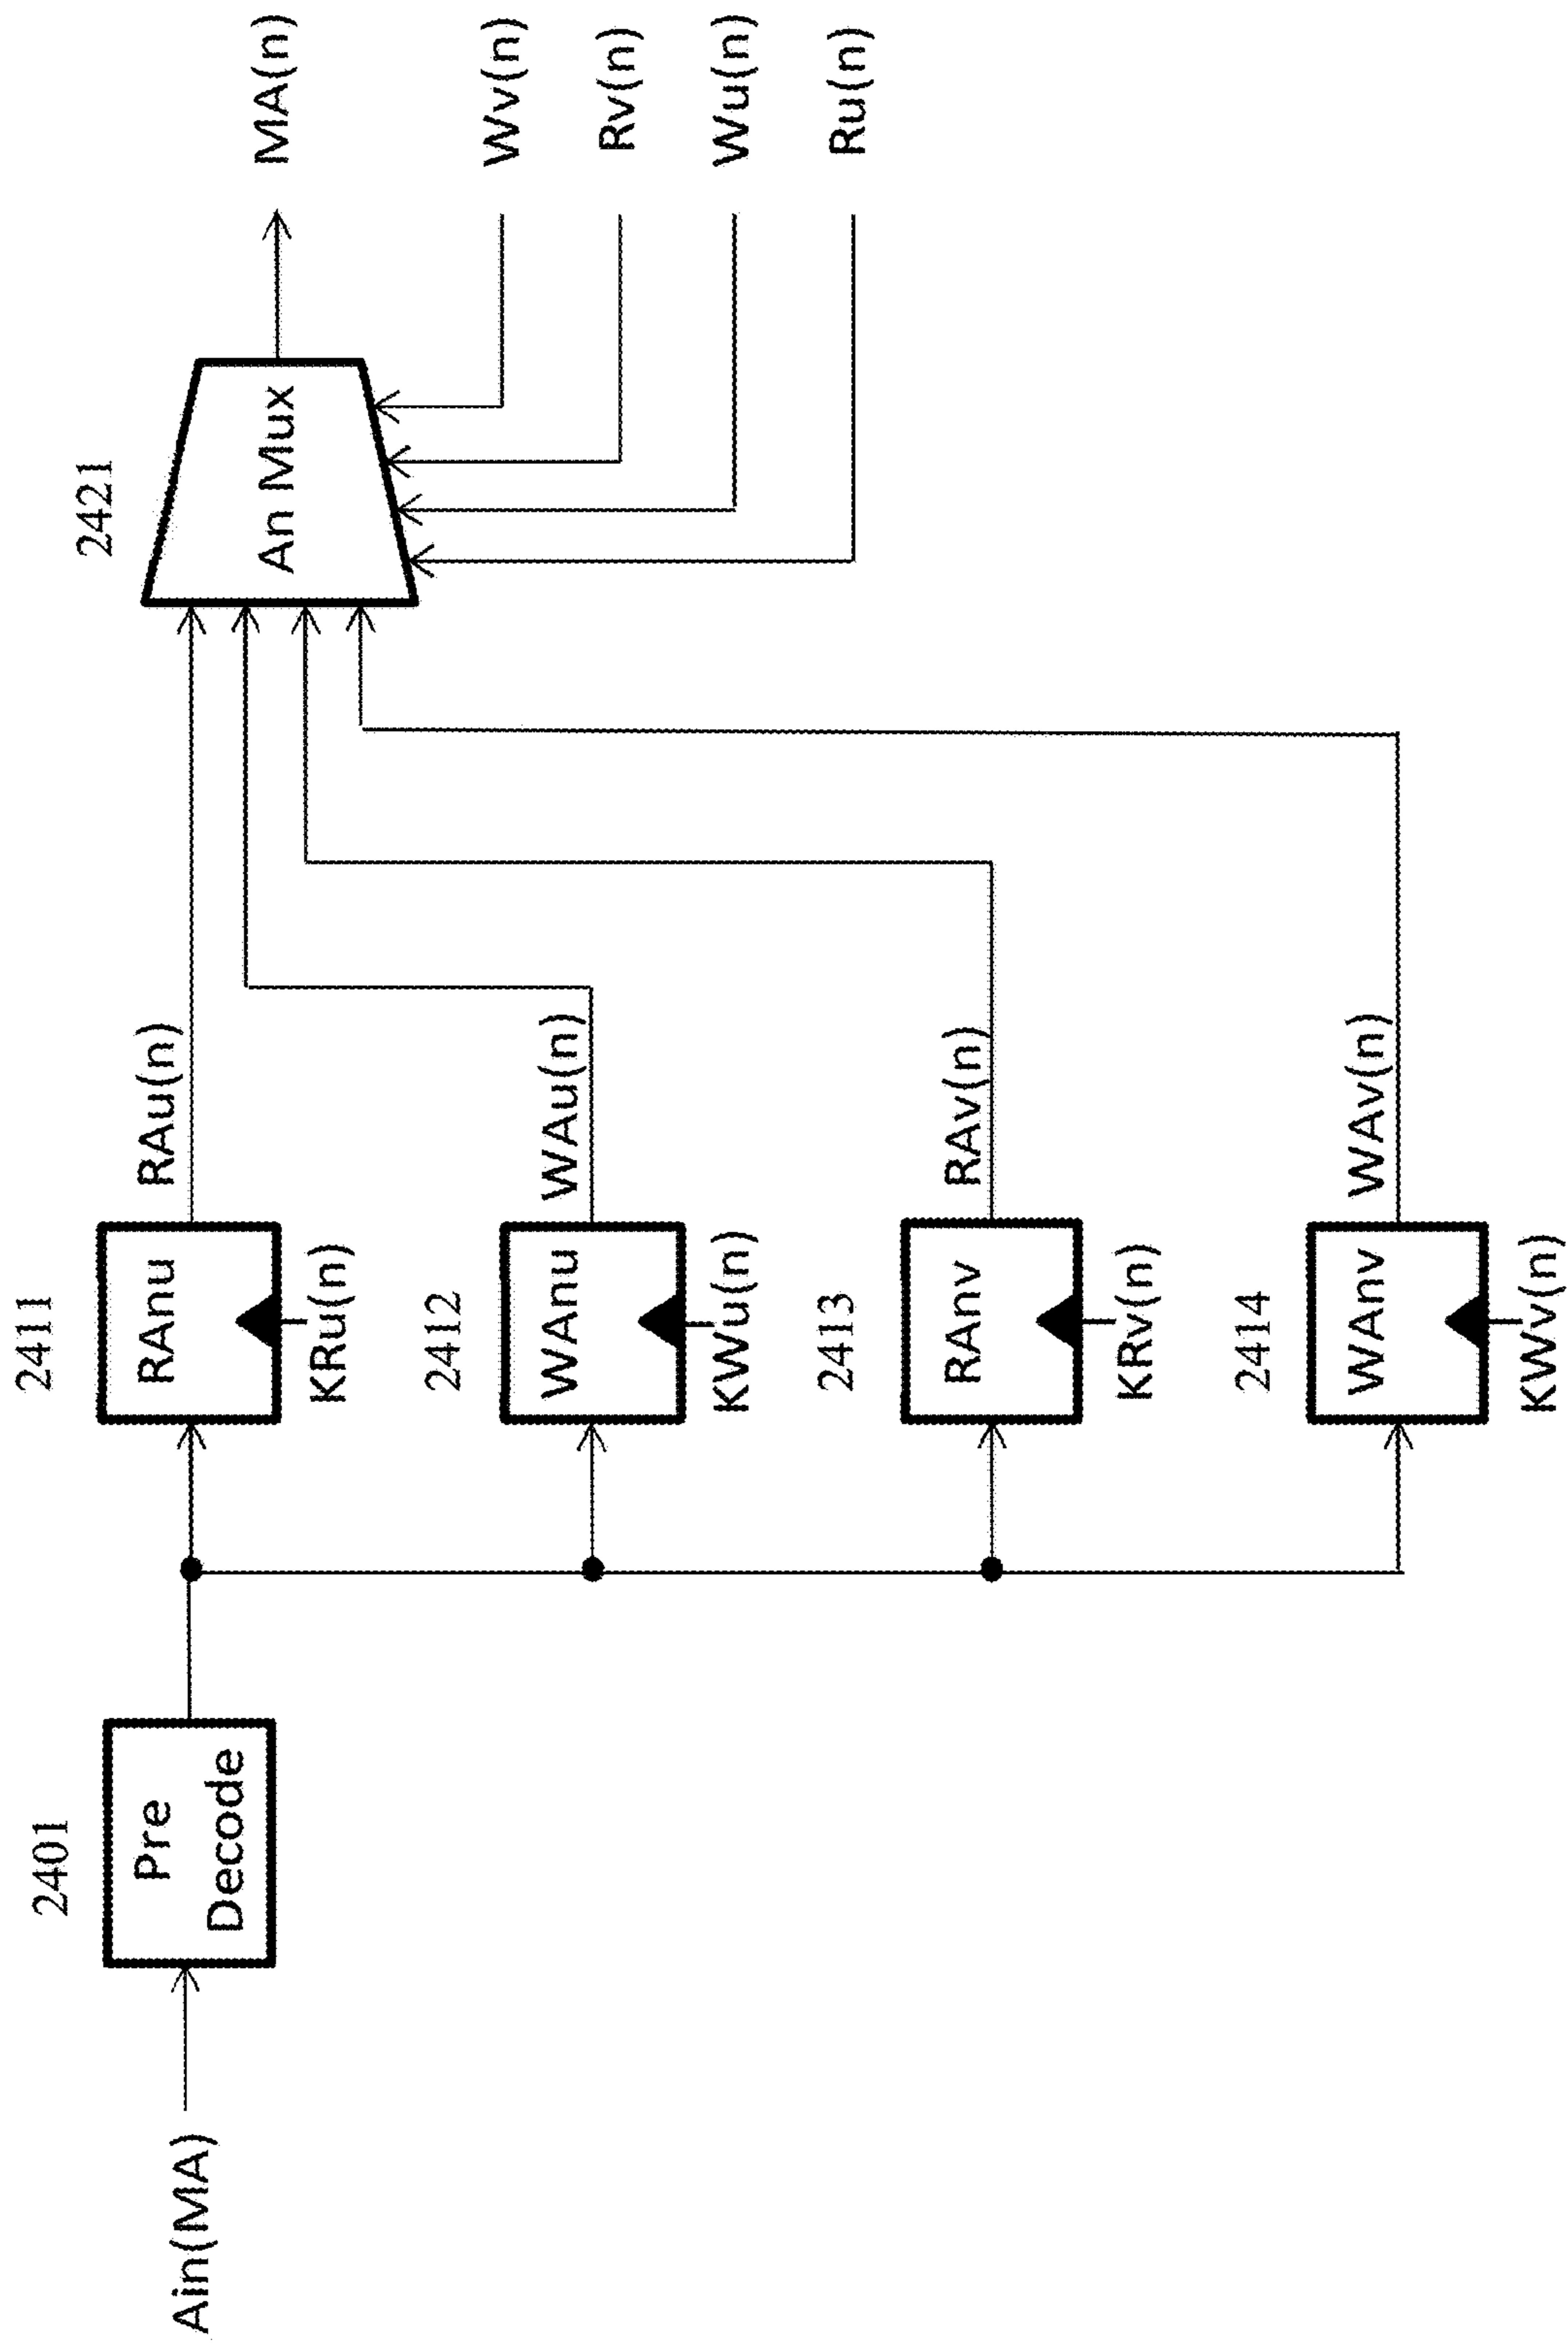 Ain(MA)
2401
Pre
Decode
2411
RAnu
KRu(n)
RAu(n)
2412
WAnu
KWu(n)
WAu(n)
2413
RAnv
KRv(n)
RAv(n)
2414
WAnv
KWv(n)
WAv(n)
2421
An Mux
MA(n)
Wv(n)
Rv(n)
Wu(n)
Ru(n)